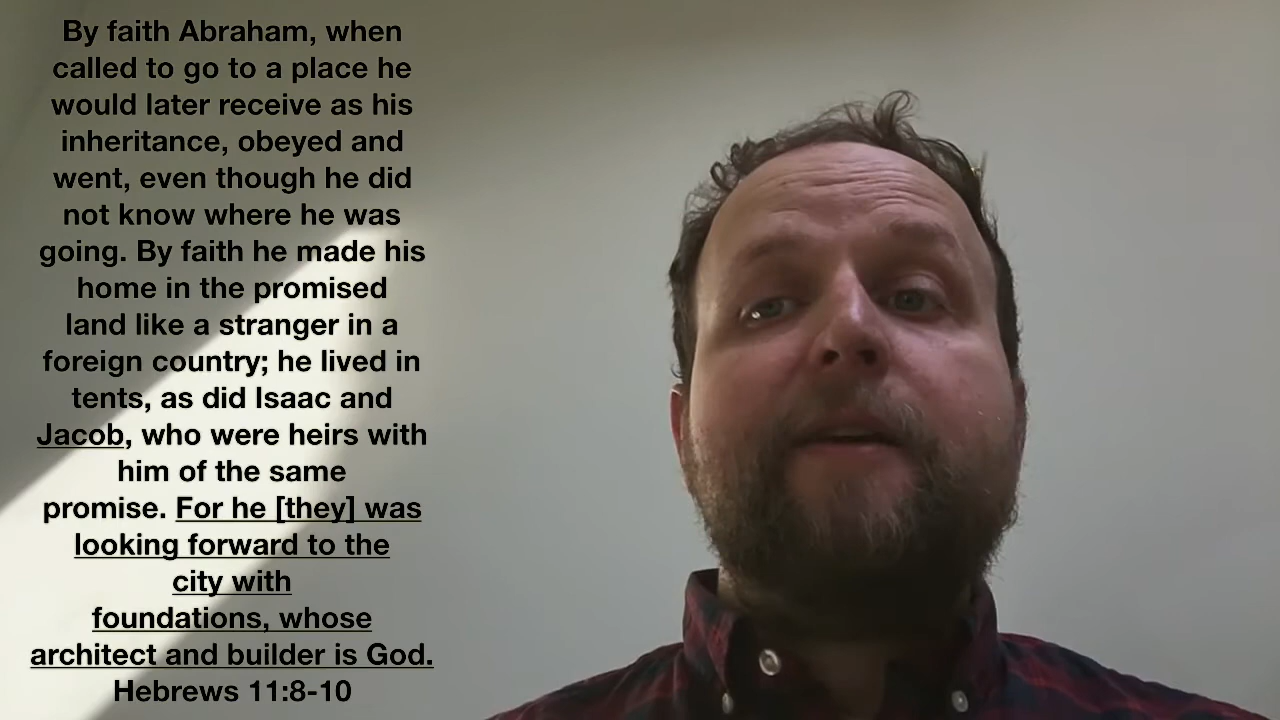 By faith Abraham, when
called to go to a place he
would later receive as his
inheritance, obeyed and
went, even though he did
not know where he was
going. By faith he made his
home in the promised
land like a stranger in a
foreign country; he lived in
tents, as did Isaac and
Jacob, who were heirs with
him of the same
promise. For he [they] was
looking forward to the
city with
foundations, whose
architect and builder is God.
Hebrews 11:8-10